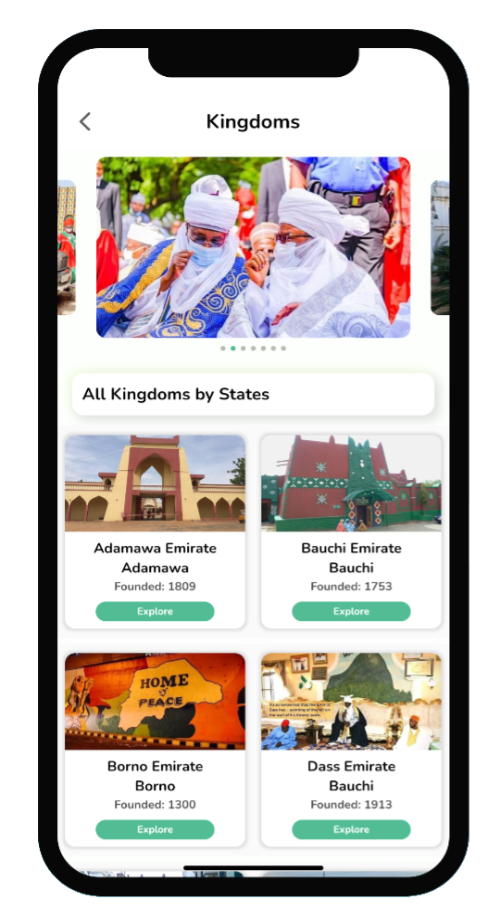 Kingdoms
All Kingdoms by States
Adamawa Emirate
Adamawa
Founded: 1809
Explore
Bauchi Emirate
Bauchi
Founded: 1753
Explore
HOME
of
PEACE
Borno Emirate
Borno
Founded: 1300
Explore
Dass Emirate
Bauchi
Founded: 1913
Explore